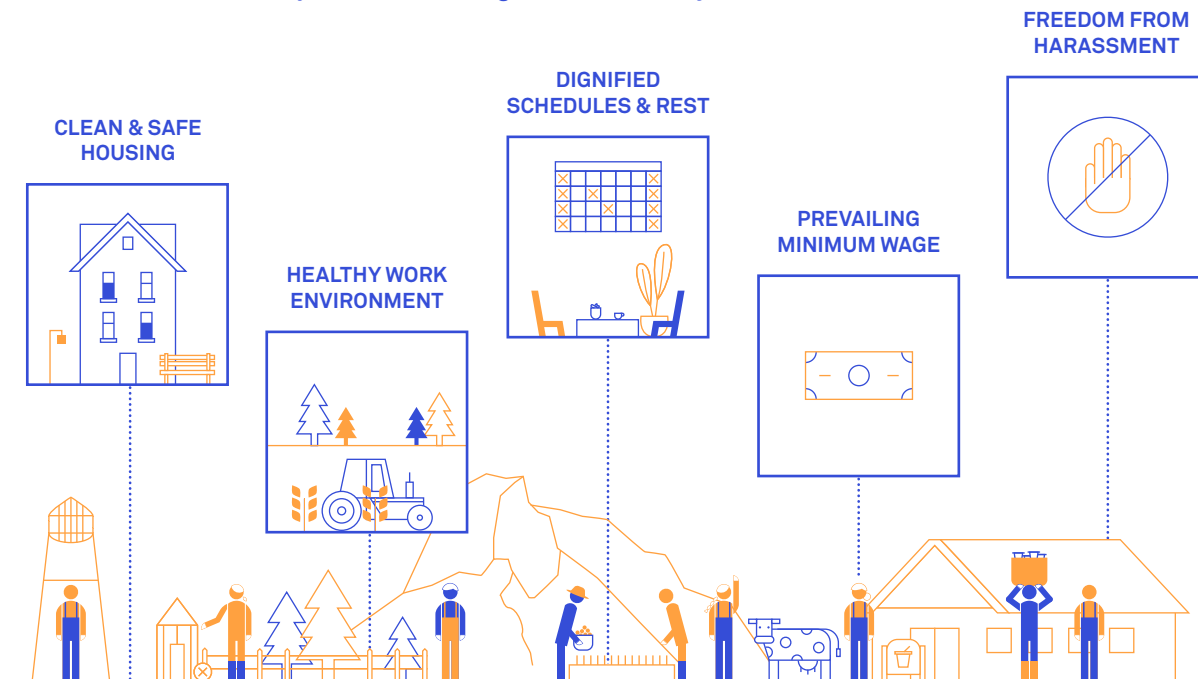 FREEDOM FROM
HARASSMENT
DIGNIFIED
SCHEDULES & REST
CLEAN & SAFE
HOUSING
PREVAILING
MINIMUM WAGE
HEALTHY WORK
ENVIRONMENT